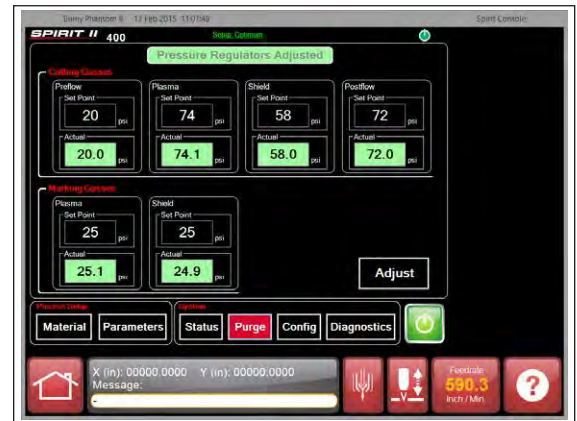 Burny Phantom II 13 Feb 2015 11:07:49 Spirit Console
SPIRIT II 400 Setup, Optimum
Pressure Regulators Adjusted
Cutting Gasses
Preflow Plasma Shield Postflow
Set Point Set Point Set Point Set Point
20 psi 74 psi 58 psi 72 psi
Actual Actual Actual Actual
20.0 psi 74.1 psi 58.0 psi 72.0 psi
Marking Gasses
Plasma Shield
Set Point Set Point
25 psi 25 psi
Actual Actual
25.1 psi 24.9 psi
Adjust
Process Setup System
Material Parameters Status Purge Config Diagnostics
X (in): 00000.0000 Y (in): 00000.0000
Message:
-
Feedrate
590.3
Inch / Min
?
V